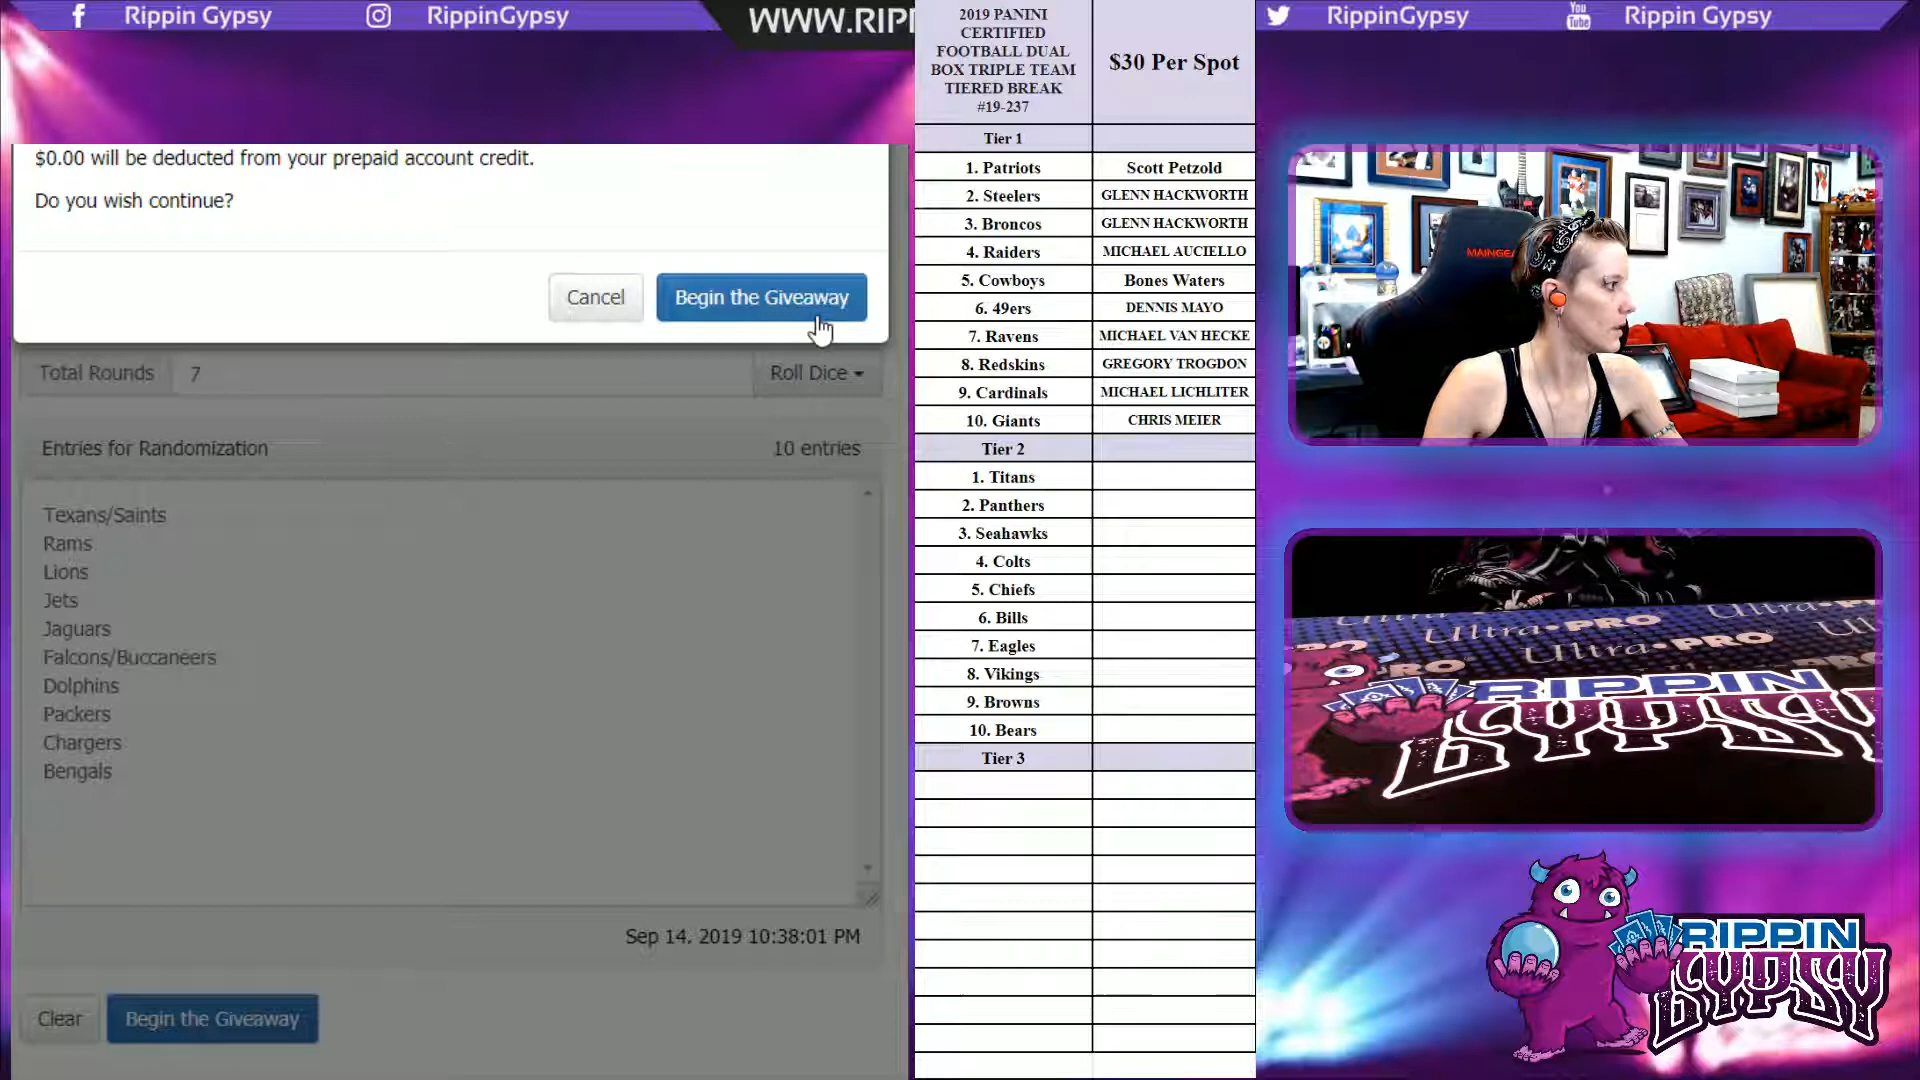 Rippin Gypsy
RippinGypsy
WWW.RIP
2019 PANINI
CERTIFIED
FOOTBALL DUAL
BOX TRIPLE TEAM
TIERED BREAK
#19-237
$30 Per Spot
RippinGypsy
You
Tube
Rippin Gypsy
$0.00 will be deducted from your prepaid account credit.
Do you wish continue?
Cancel
Begin the Giveaway
Total Rounds 7 Roll Dice
Entries for Randomization 10 entries
Texans/Saints
Rams
Lions
Jets
Jaguars
Falcons/Buccaneers
Dolphins
Packers
Chargers
Bengals
Sep 14, 2019 10:38:01 PM
Clear
Begin the Giveaway
Tier 1
1. Patriots Scott Petzold
2. Steelers GLENN HACKWORTH
3. Broncos GLENN HACKWORTH
4. Raiders MICHAEL AUCIELLO
5. Cowboys Bones Waters
6. 49ers DENNIS MAYO
7. Ravens MICHAEL VAN HECKE
8. Redskins GREGORY TROGDON
9. Cardinals MICHAEL LICHLITER
10. Giants CHRIS MEIER
Tier 2
1. Titans
2. Panthers
3. Seahawks
4. Colts
5. Chiefs
6. Bills
7. Eagles
8. Vikings
9. Browns
10. Bears
Tier 3
MAINGE
Ultra•PRO
Ultra•PRO
RIPPIN
GYPSY
RIPPIN
GYPSY